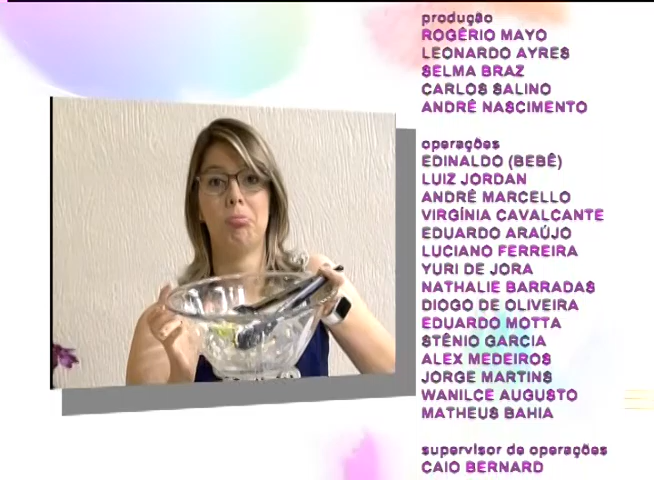 produção
ROGÉRIO MAYO
LEONARDO AYRES
SELMA BRAZ
CARLOS SALINO
ANDRÉ NASCIMENTO
operações
EDINALDO (BEBÊ)
LUIZ JORDAN
ANDRÉ MARCELLO
VIRGÍNIA CAVALCANTE
EDUARDO ARAÚJO
LUCIANO FERREIRA
YURI DE JORA
NATHALIE BARRADAS
DIOGO DE OLIVEIRA
EDUARDO MOTTA
STÊNIO GARCIA
ALEX MEDEIROS
JORGE MARTINS
WANILCE AUGUSTO
MATHEUS BAHIA
supervisor de operações
CAIO BERNARD